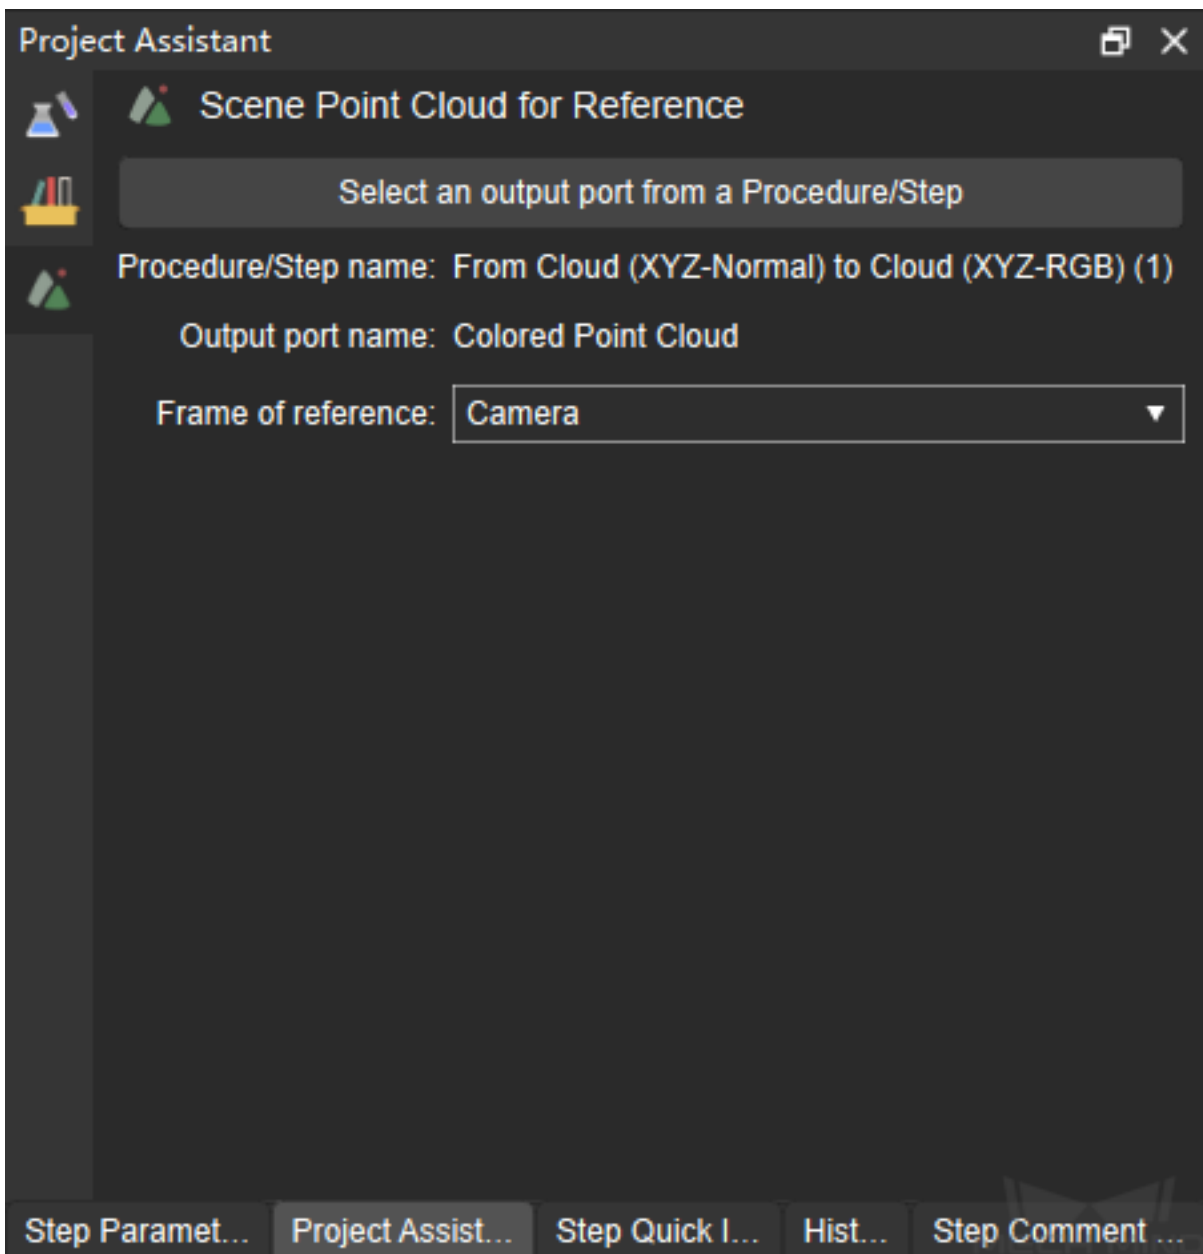 Project Assistant
Scene Point Cloud for Reference
Select an output port from a Procedure/Step
Procedure/Step name: From Cloud (XYZ-Normal) to Cloud (XYZ-RGB) (1)
Output port name: Colored Point Cloud
Frame of reference: Camera
Step Paramet... Project Assist... Step Quick I... Hist... Step Comment ...